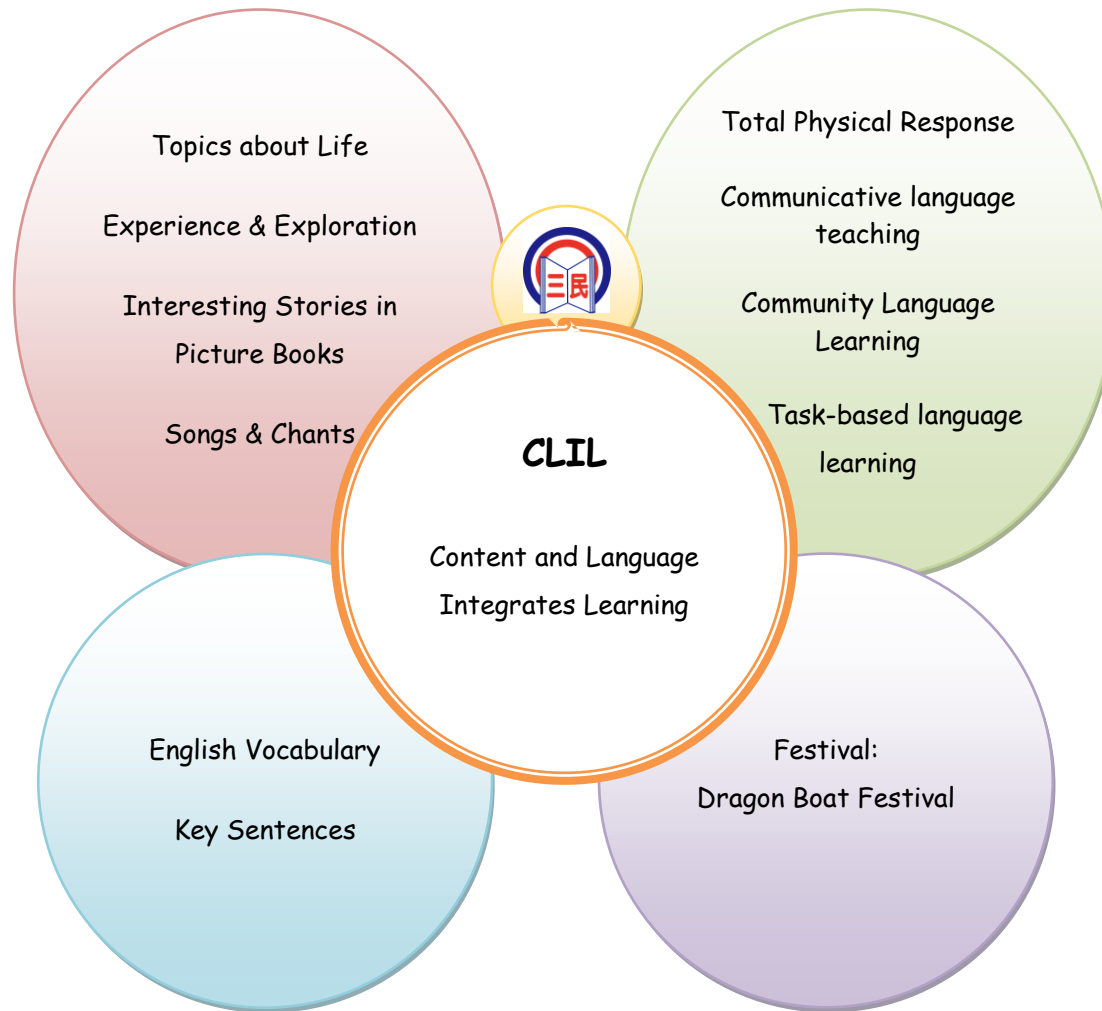 Topics about Life
Experience & Exploration
Interesting Stories in
Picture Books
Songs & Chants
Total Physical Response
Communicative language
teaching
Community Language
Learning
Task-based language
learning
三民
CLIL
Content and Language
Integrates Learning
English Vocabulary
Key Sentences
Festival:
Dragon Boat Festival